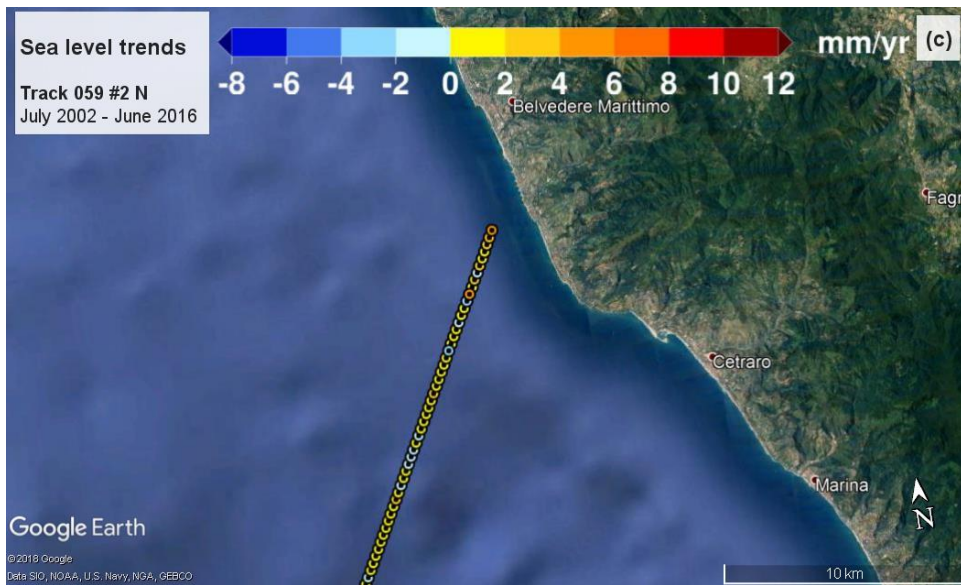 Sea level trends
Track 059 #2 N
July 2002 - June 2016
-8 -6 -4 -2 0 2 4 6 8 10 12
mm/yr
(c)
Belvedere Marittimo
Fagn
Cetraro
Marina
N
Google Earth
©2018 Google
Data SIO, NOAA, U.S. Navy, NGA, GEBCO
10 km